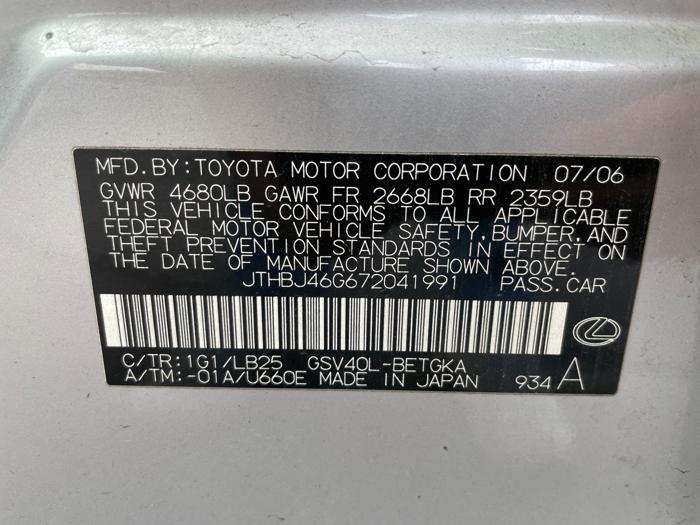 MFD.BY:TOYOTA MOTOR CORPORATION 07/06
GVWR 4680LB GAWR FR 2668LB RR 2359LB
THIS VEHICLE CONFORMS TO ALL APPLICABLE
FEDERAL MOTOR VEHICLE SAFETY,BUMPER,AND
THEFT PREVENTION STANDARDS IN EFFECT ON
THE DATE OF MANUFACTURE SHOWN ABOVE.
JTHBJ46G672041991 PASS.CAR
C/TR:1G1/LB25 GSV40L-BETGKA
A/TM:-01A/U660E MADE IN JAPAN 934 A